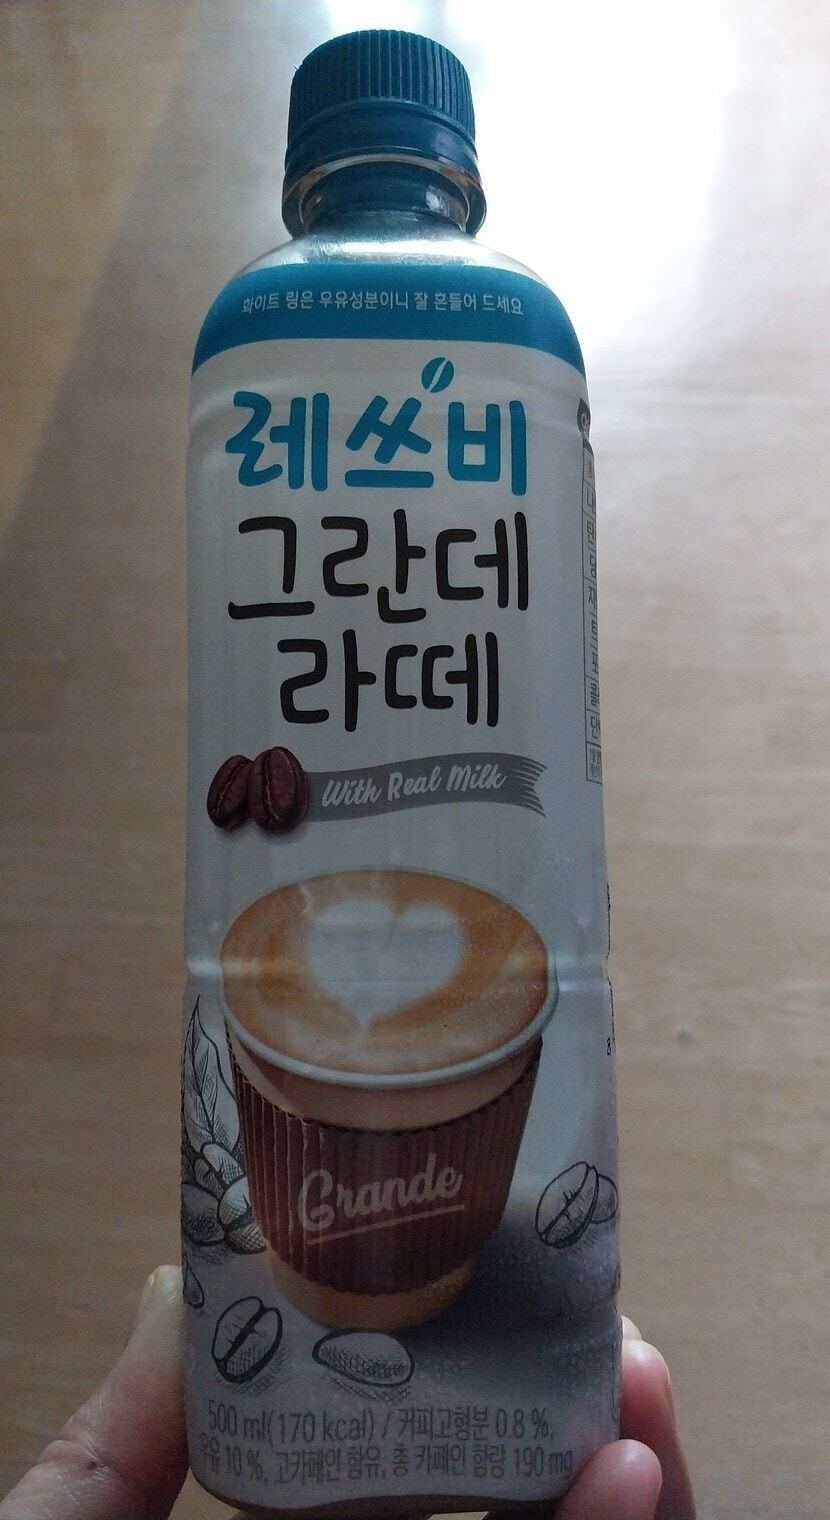 화이트 링은 우유성분이니 잘 흔들어 드세요
레쓰비
그란데
라떼
With Real Milk
Grande
500 ml(170 kcal) / 커피고형분 0.8 %,
우유 10 %, 고카페인 함유, 총 카페인 함량 190 mg